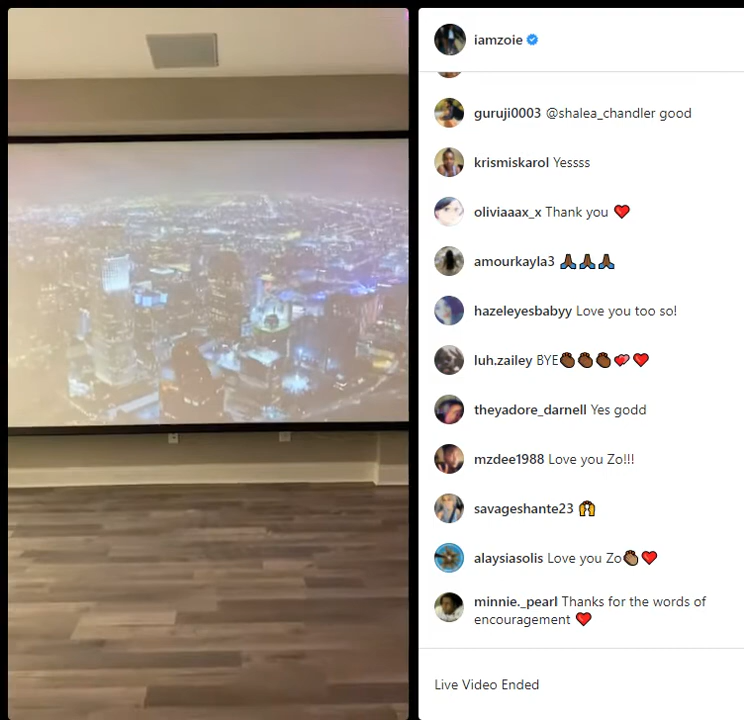 iamzoie
guruji0003 @shalea_chandler good
krismiskarol Yessss
oliviaaax_x Thank you ❤️
amourkayla3 🙏🏾🙏🏾🙏🏾
hazeleyesbabyy Love you too so!
luh.zailey BYE👏🏾👏🏾👏🏾💞❤️
theyadore_darnell Yes godd
mzdee1988 Love you Zo!!!
savageshante23 🙌
alaysiasolis Love you Zo👏🏽❤️
minnie._pearl Thanks for the words of
encouragement ❤️
Live Video Ended